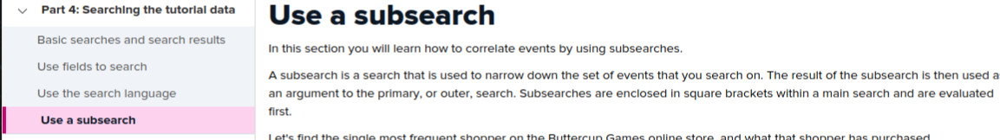 Part 4: Searching the tutorial data
Basic searches and search results
Use fields to search
Use the search language
Use a subsearch
Use a subsearch
In this section you will learn how to correlate events by using subsearches.
A subsearch is a search that is used to narrow down the set of events that you search on. The result of the subsearch is then used a
an argument to the primary, or outer, search. Subsearches are enclosed in square brackets within a main search and are evaluated
first.
Let's find the single most frequent shopper on the Buttercup Games online store, and what that shopper has purchased